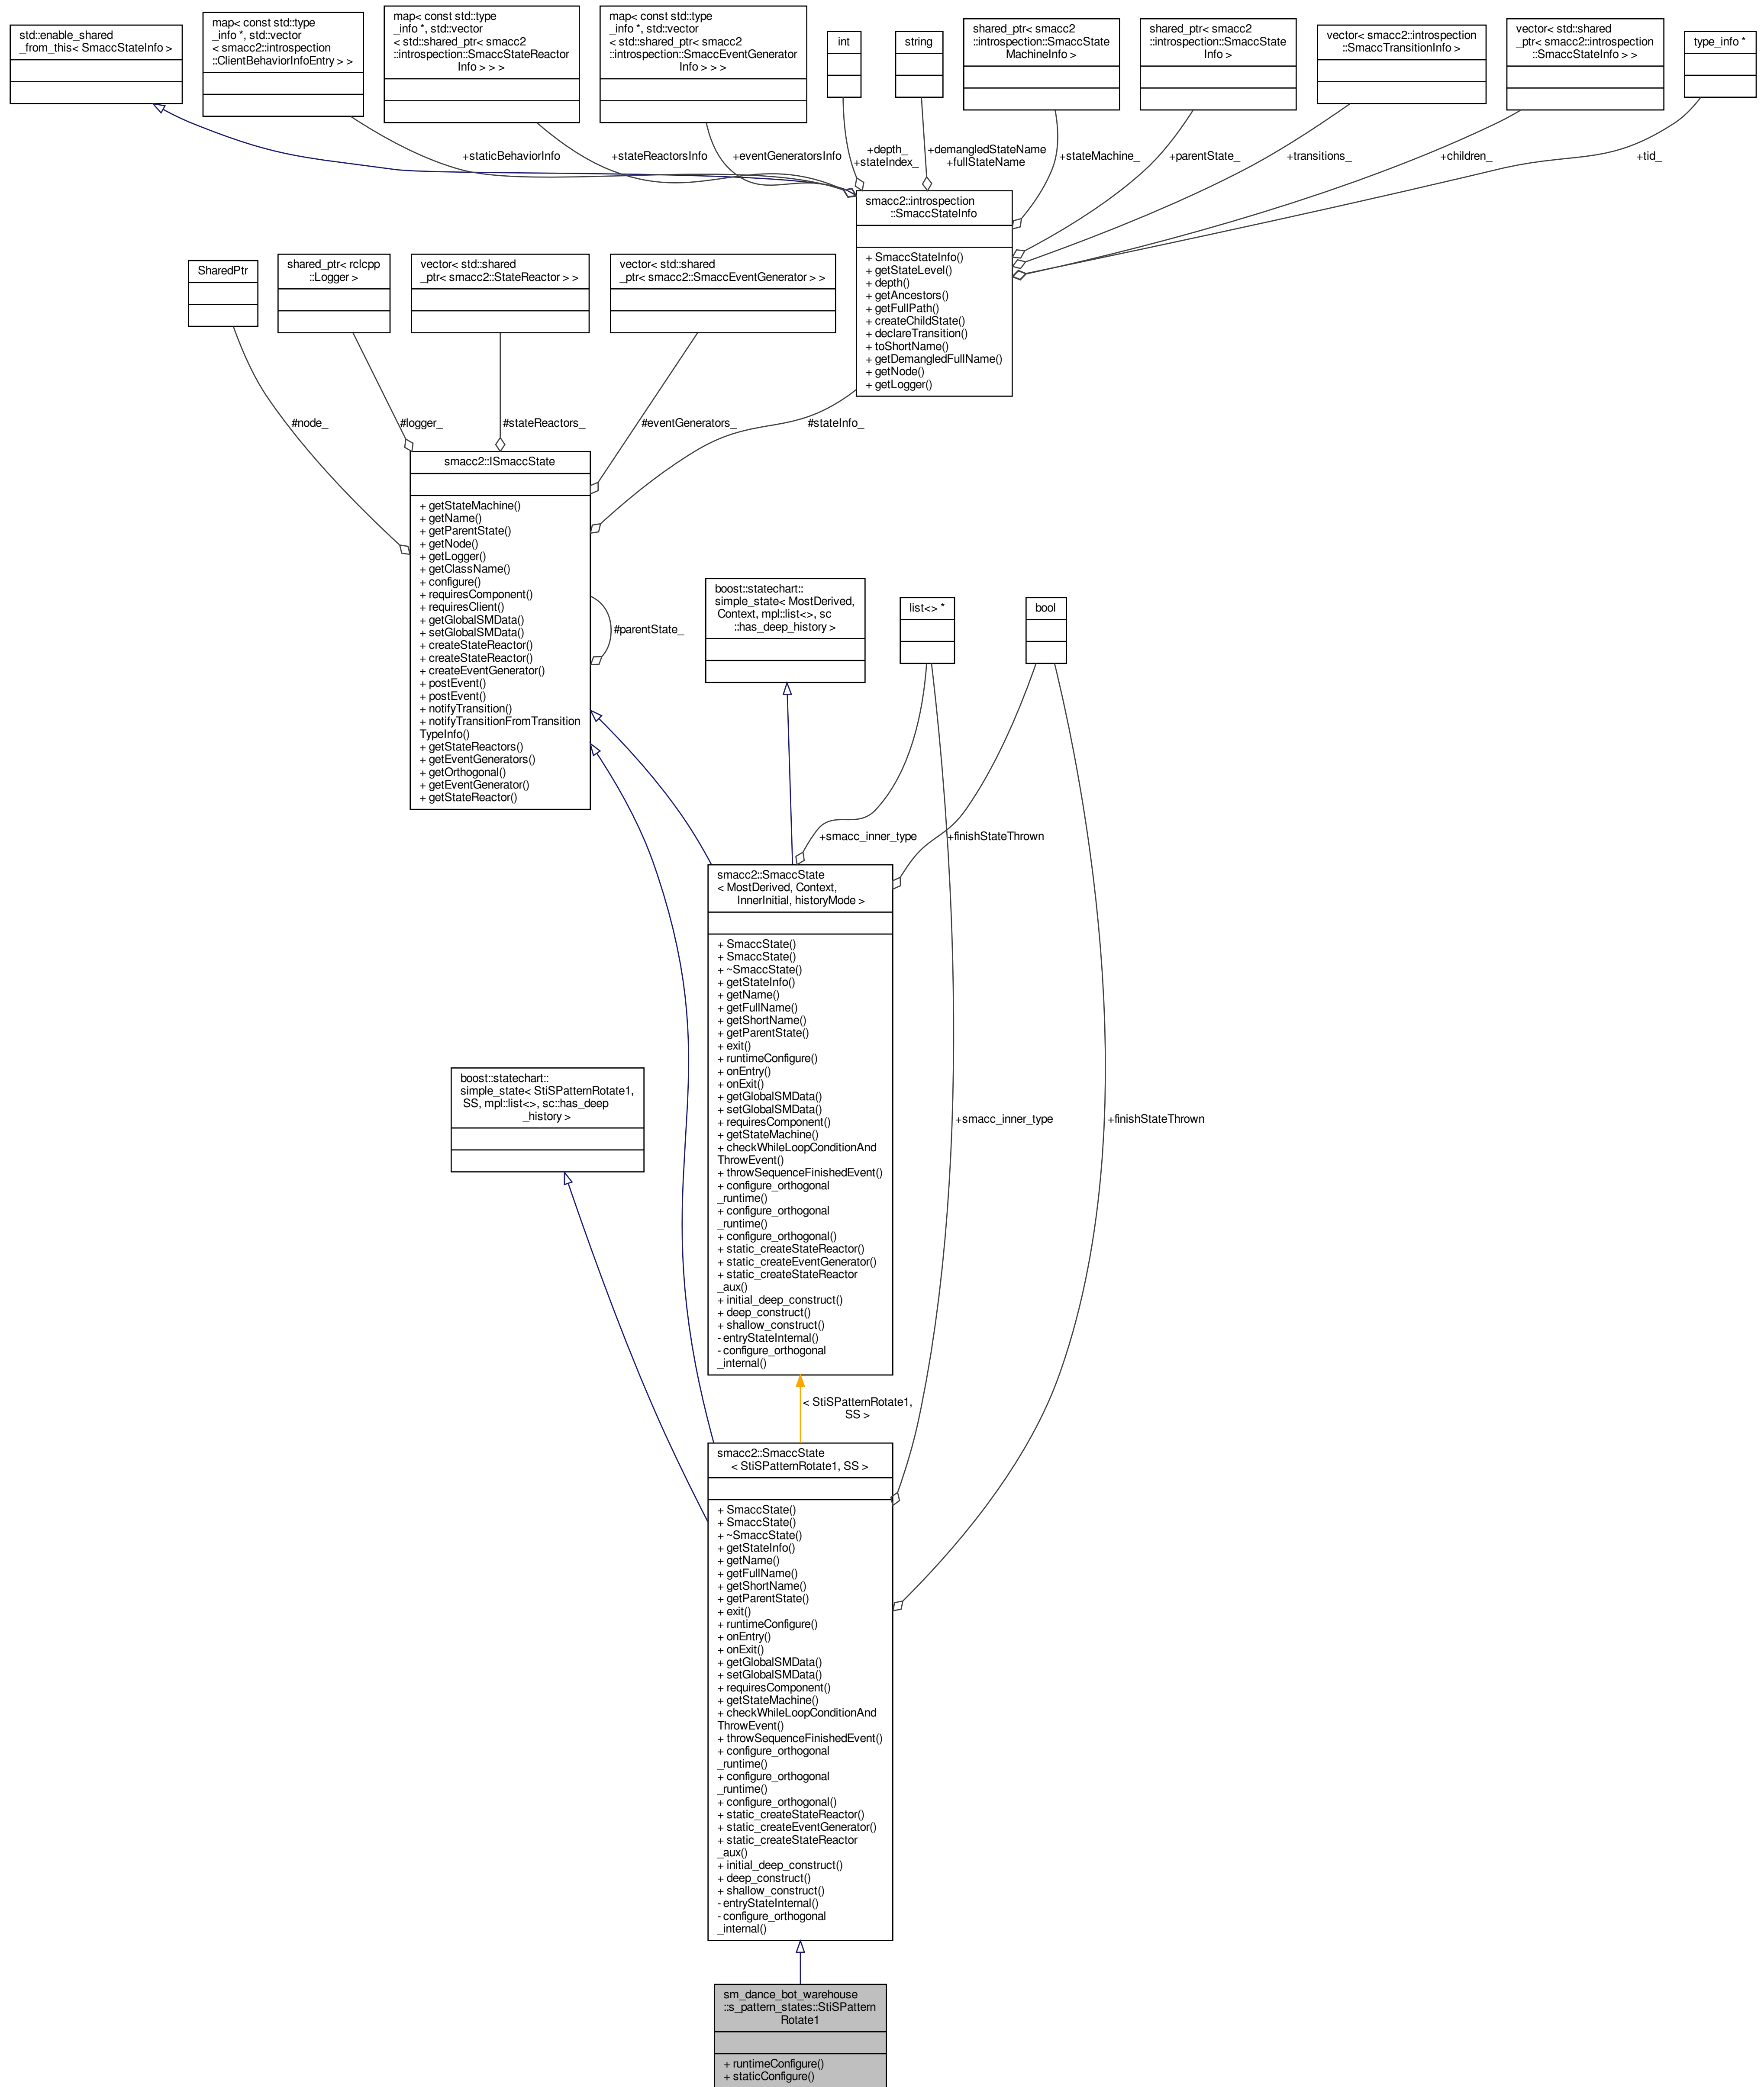 std::enable_shared
_from_this< SmaccStateInfo >
map< const std::type
_info *, std::vector
< smacc2::introspection
::ClientBehaviorInfoEntry > >
map< const std::type
_info *, std::vector
< std::shared_ptr< smacc2
::introspection::SmaccStateReactor
Info > > >
map< const std::type
_info *, std::vector
< std::shared_ptr< smacc2
::introspection::SmaccEventGenerator
Info > > >
int
string
shared_ptr< smacc2
::introspection::SmaccState
MachineInfo >
shared_ptr< smacc2
::introspection::SmaccState
Info >
vector< smacc2::introspection
::SmaccTransitionInfo >
vector< std::shared
_ptr< smacc2::introspection
::SmaccStateInfo > >
type_info *
+staticBehaviorInfo
+stateReactorsInfo
+eventGeneratorsInfo
+depth_
+stateIndex_
+demangledStateName
+fullStateName
+stateMachine_
+parentState_
+transitions_
+children_
+tid_
smacc2::introspection
::SmaccStateInfo
+ SmaccStateInfo()
+ getStateLevel()
+ depth()
+ getAncestors()
+ getFullPath()
+ createChildState()
+ declareTransition()
+ toShortName()
+ getDemangledFullName()
+ getNode()
+ getLogger()
SharedPtr
shared_ptr< rclcpp
::Logger >
vector< std::shared
_ptr< smacc2::StateReactor > >
vector< std::shared
_ptr< smacc2::SmaccEventGenerator > >
#node_
#logger_
#stateReactors_
#eventGenerators_
#stateInfo_
smacc2::ISmaccState
+ getStateMachine()
+ getName()
+ getParentState()
+ getNode()
+ getLogger()
+ getClassName()
+ configure()
+ requiresComponent()
+ requiresClient()
+ getGlobalSMData()
+ setGlobalSMData()
+ createStateReactor()
+ createStateReactor()
+ createEventGenerator()
+ postEvent()
+ postEvent()
+ notifyTransition()
+ notifyTransitionFromTransition
TypeInfo()
+ getStateReactors()
+ getEventGenerators()
+ getOrthogonal()
+ getEventGenerator()
+ getStateReactor()
#parentState_
boost::statechart::
simple_state< MostDerived,
Context, mpl::list<>, sc
::has_deep_history >
list<> *
bool
+smacc_inner_type
+finishStateThrown
smacc2::SmaccState
< MostDerived, Context,
InnerInitial, historyMode >
+ SmaccState()
+ SmaccState()
+ ~SmaccState()
+ getStateInfo()
+ getName()
+ getFullName()
+ getShortName()
+ getParentState()
+ exit()
+ runtimeConfigure()
+ onEntry()
+ onExit()
+ getGlobalSMData()
+ setGlobalSMData()
+ requiresComponent()
+ getStateMachine()
+ checkWhileLoopConditionAnd
ThrowEvent()
+ throwSequenceFinishedEvent()
+ configure_orthogonal
_runtime()
+ configure_orthogonal
_runtime()
+ configure_orthogonal()
+ static_createStateReactor()
+ static_createEventGenerator()
+ static_createStateReactor
_aux()
+ initial_deep_construct()
+ deep_construct()
+ shallow_construct()
- entryStateInternal()
- configure_orthogonal
_internal()
boost::statechart::
simple_state< StiSPatternRotate1,
SS, mpl::list<>, sc::has_deep
_history >
+smacc_inner_type
+finishStateThrown
< StiSPatternRotate1,
SS >
smacc2::SmaccState
< StiSPatternRotate1, SS >
+ SmaccState()
+ SmaccState()
+ ~SmaccState()
+ getStateInfo()
+ getName()
+ getFullName()
+ getShortName()
+ getParentState()
+ exit()
+ runtimeConfigure()
+ onEntry()
+ onExit()
+ getGlobalSMData()
+ setGlobalSMData()
+ requiresComponent()
+ getStateMachine()
+ checkWhileLoopConditionAnd
ThrowEvent()
+ throwSequenceFinishedEvent()
+ configure_orthogonal
_runtime()
+ configure_orthogonal
_runtime()
+ configure_orthogonal()
+ static_createStateReactor()
+ static_createEventGenerator()
+ static_createStateReactor
_aux()
+ initial_deep_construct()
+ deep_construct()
+ shallow_construct()
- entryStateInternal()
- configure_orthogonal
_internal()
sm_dance_bot_warehouse
::s_pattern_states::StiSPattern
Rotate1
+ runtimeConfigure()
+ staticConfigure()